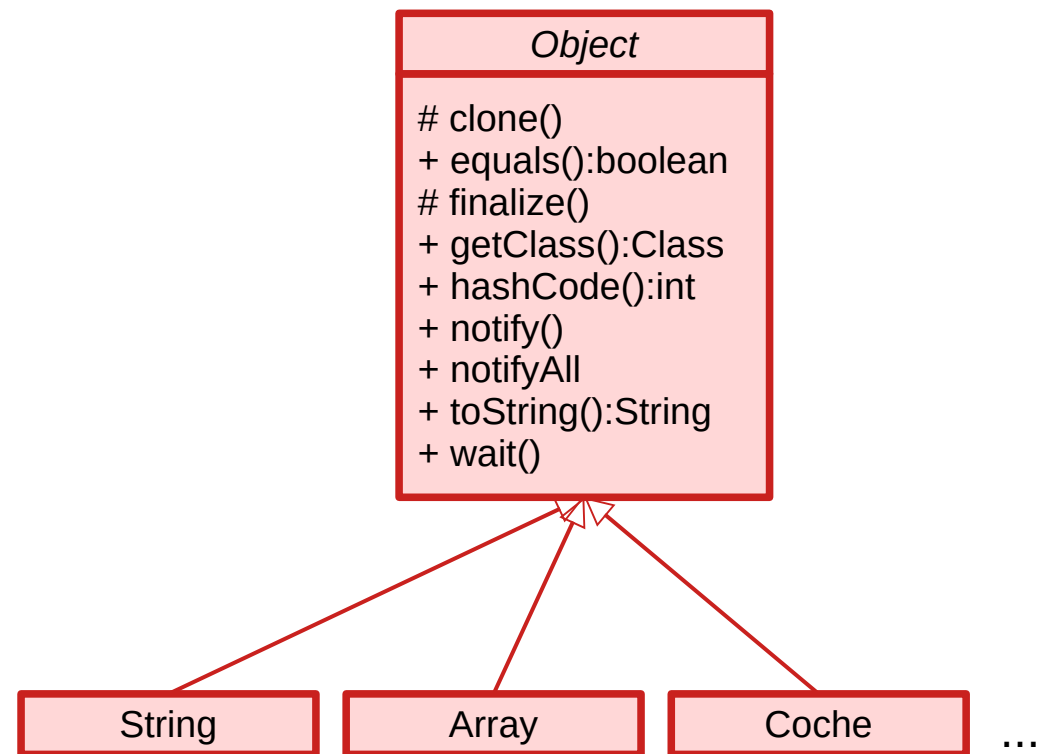 Object
# clone()
+ equals():boolean
# finalize()
+ getClass():Class
+ hashCode():int
+ notify()
+ notifyAll
+ toString():String
+ wait()
String
Array
Coche
...